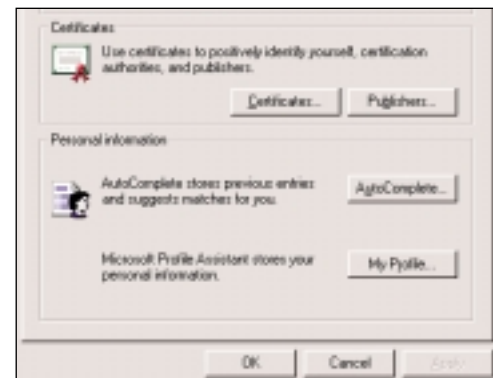 Certificates
Use certificates to positively identify yourself, certification
authorities, and publishers.
Certificates... Publishers...
Personal information
AutoComplete stores previous entries
and suggests matches for you.
AutoComplete...
Microsoft Profile Assistant stores your
personal information.
My Profile...
OK Cancel Apply